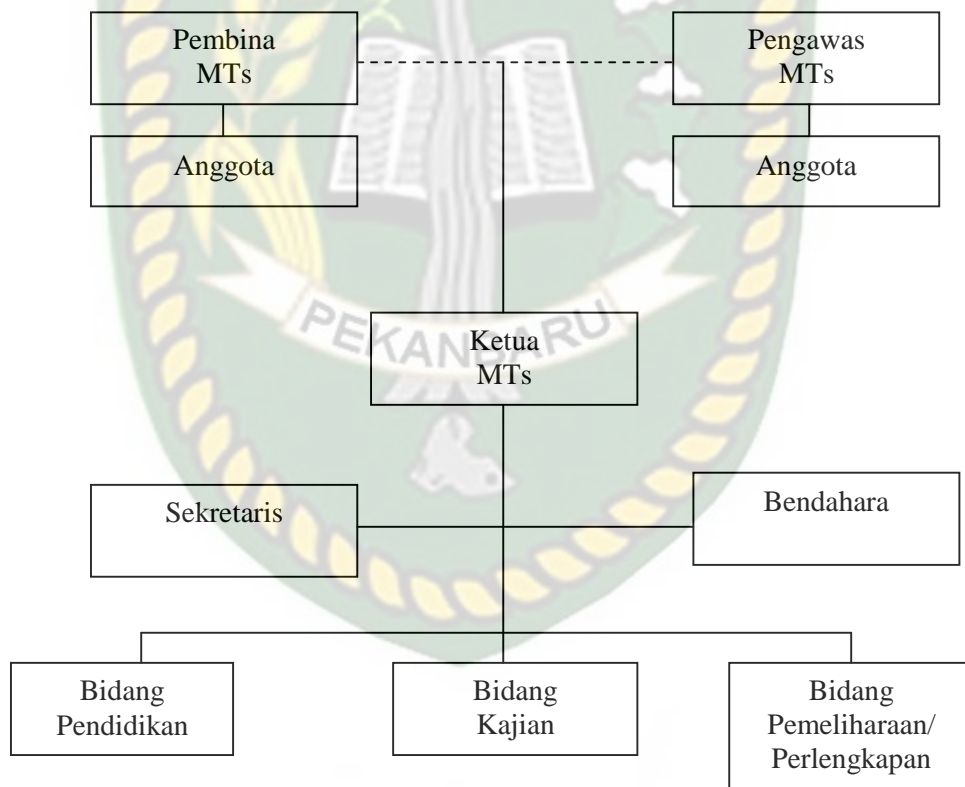 Pembina
MTs
Pengawas
MTs
Anggota
Anggota
PEKANBARU
Ketua
MTs
Sekretaris
Bendahara
Bidang
Pendidikan
Bidang
Kajian
Bidang
Pemeliharaan/
Perlengkapan